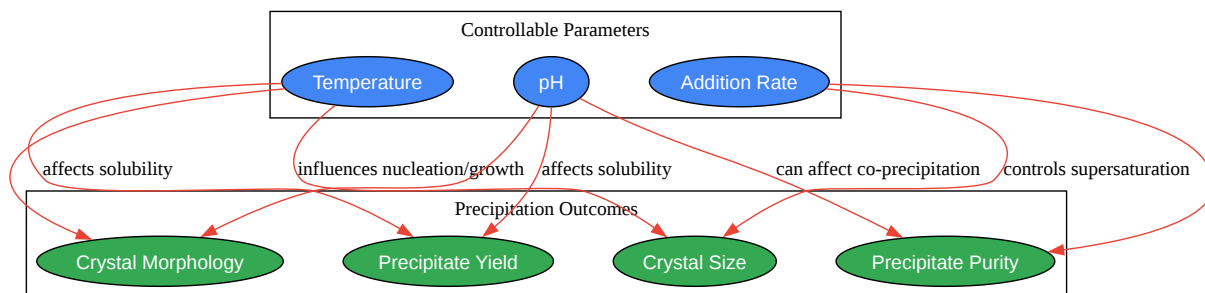 Controllable Parameters
Temperature
pH
Addition Rate
affects solubility
influences nucleation/growth
affects solubility
can affect co-precipitation
controls supersaturation
Precipitation Outcomes
Crystal Morphology
Precipitate Yield
Crystal Size
Precipitate Purity